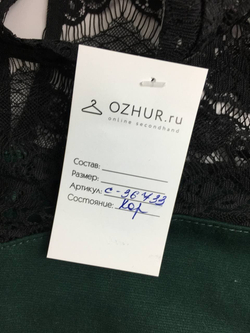 OZHUR.ru
online secondhand
Состав:
Размер:
Артикул: с-36433
Состояние: хор